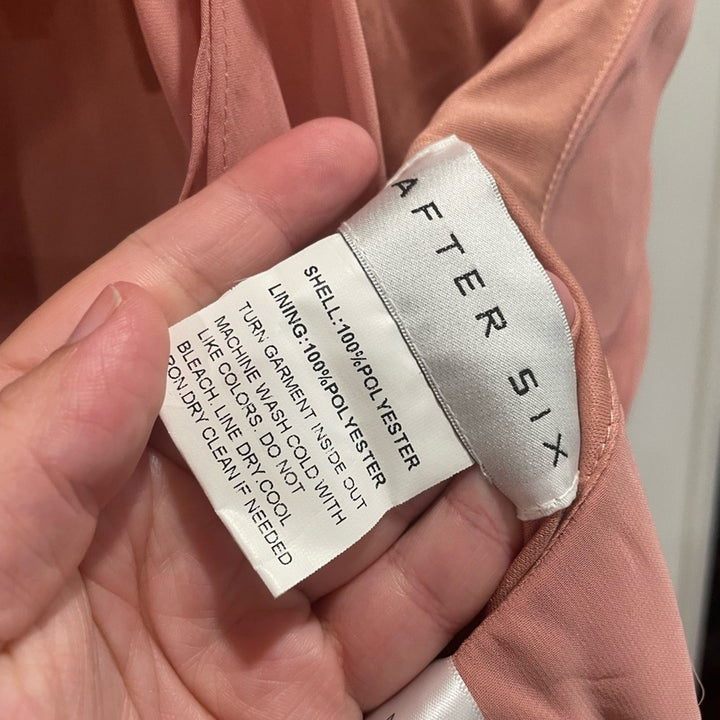 AFTER SIX
SHELL:100%POLYESTER
LINING:100%POLYESTER
TURN GARMENT INSIDE OUT
MACHINE WASH COLD WITH
LIKE COLORS. DO NOT
BLEACH. LINE DRY. COOL
IRON.DRY CLEAN IF NEEDED